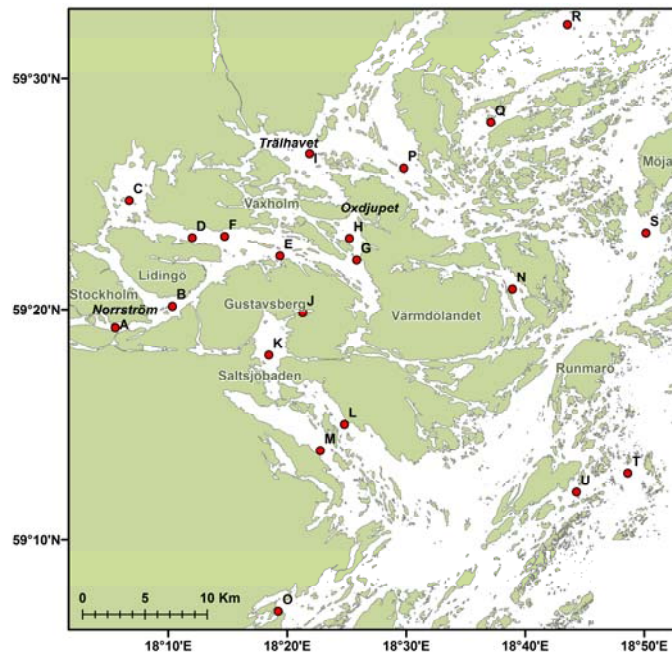 R
59°30'N
Q
Trälhavet
I
P
Möja
C
Vaxholm
Oxdjupet
S
D
F
H
E
G
Lidingö
Stockholm
B
Gustavsberg
J
N
Norrström
59°20'N
A
Värmdölandet
K
Runmarö
Saltsjöbaden
L
M
T
U
59°10'N
0 5 10 Km
O
18°10'E 18°20'E 18°30'E 18°40'E 18°50'E